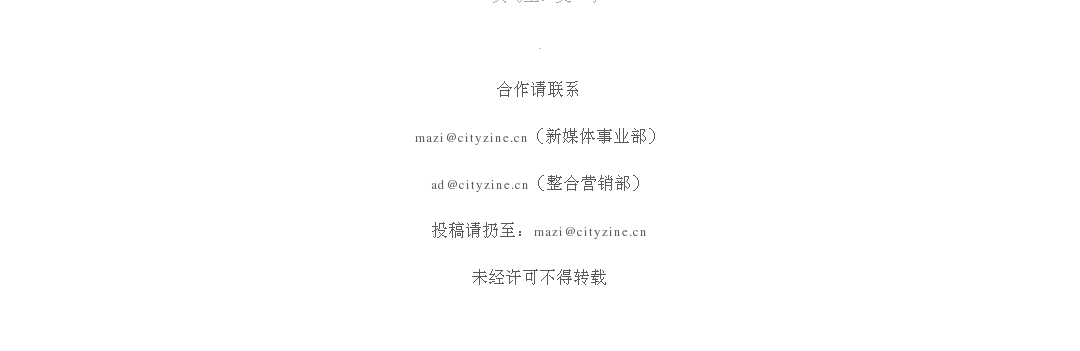 合作请联系
mazi@cityzine.cn（新媒体事业部）
ad@cityzine.cn（整合营销部）
投稿请扔至：mazi@cityzine.cn
未经许可不得转载